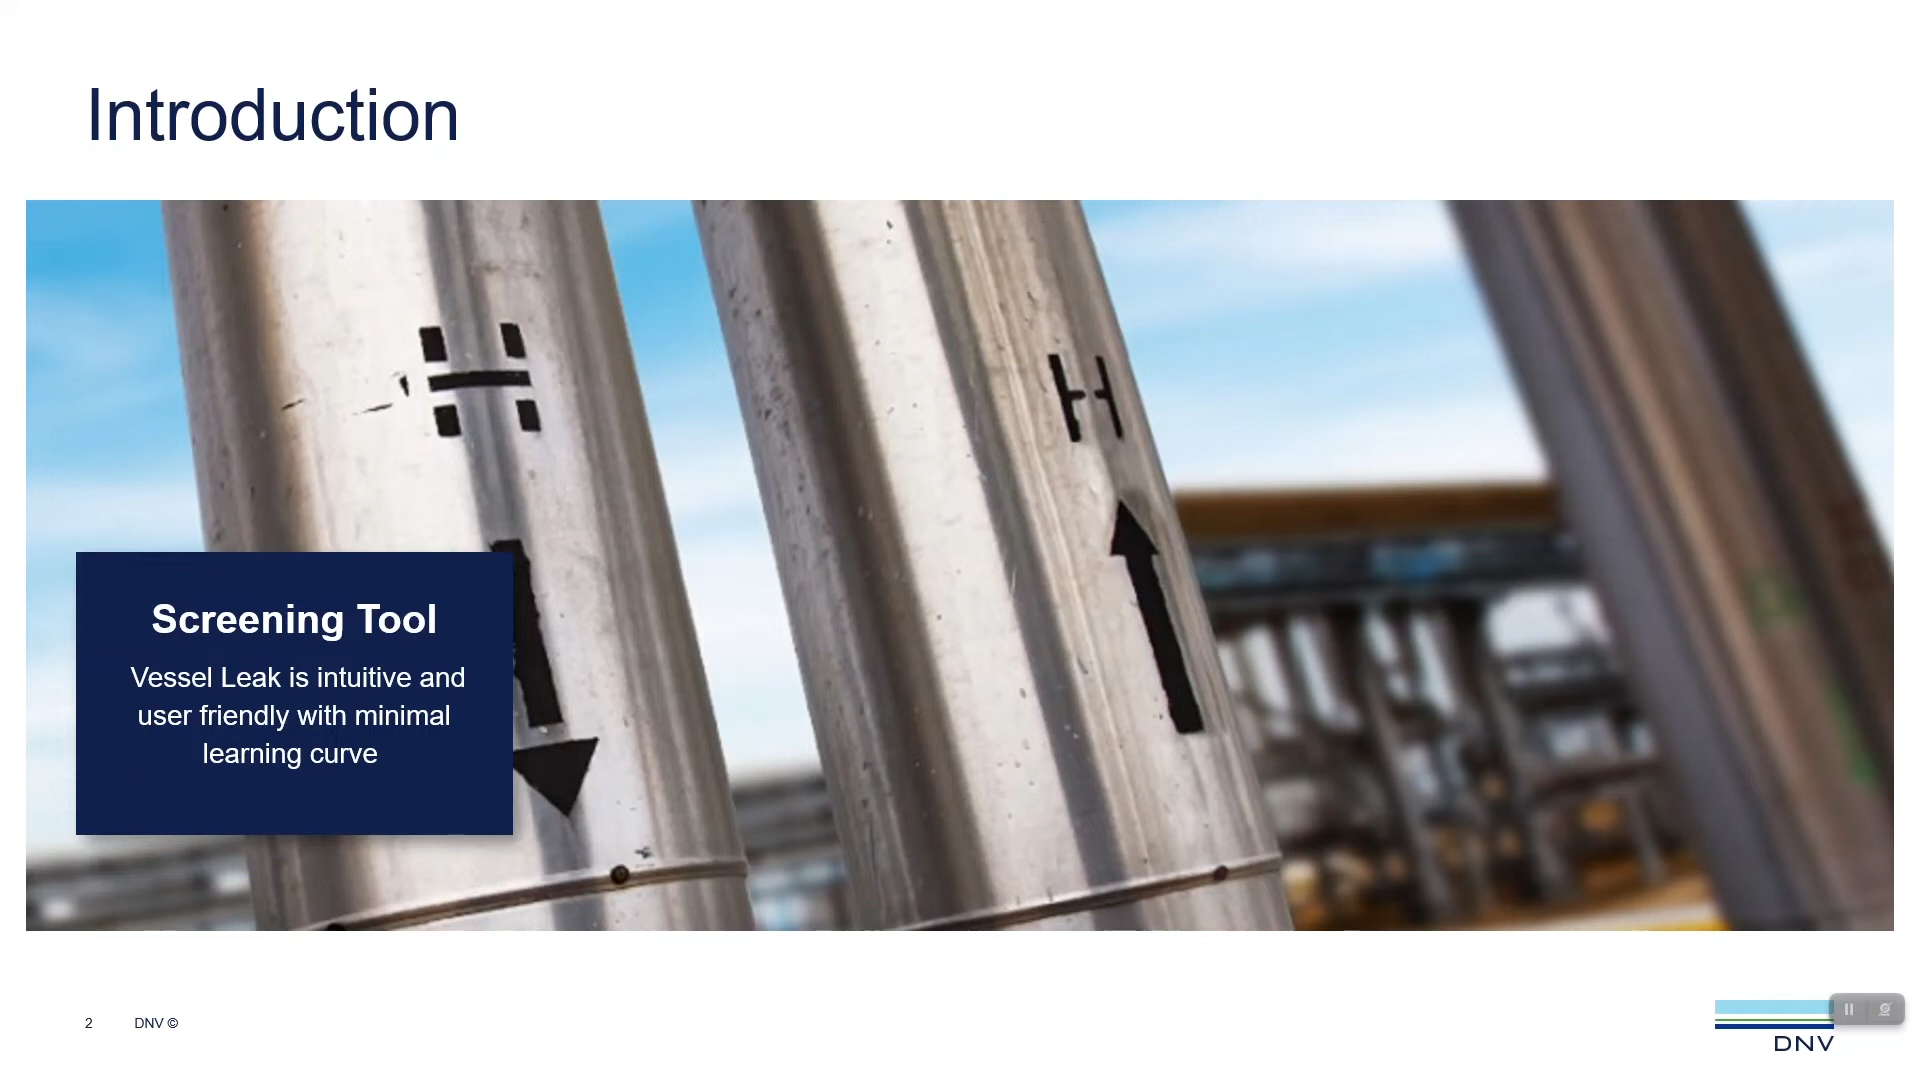 Introduction
H
H
Screening Tool
Vessel Leak is intuitive and
user friendly with minimal
learning curve
2
DNV ©
DNV